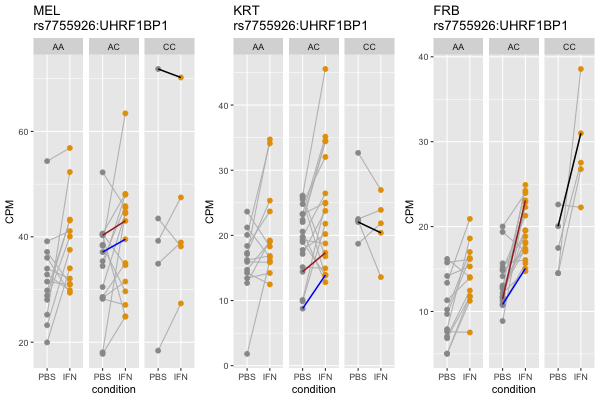 MEL
rs7755926:UHRF1BP1
AA
AC
CC
CPM
60
40
20
PBS IFN
PBS IFN
PBS IFN
condition
KRT
rs7755926:UHRF1BP1
AA
AC
CC
CPM
40
30
20
10
0
PBS IFN
PBS IFN
PBS IFN
condition
FRB
rs7755926:UHRF1BP1
AA
AC
CC
CPM
40
30
20
10
PBS IFN
PBS IFN
PBS IFN
condition